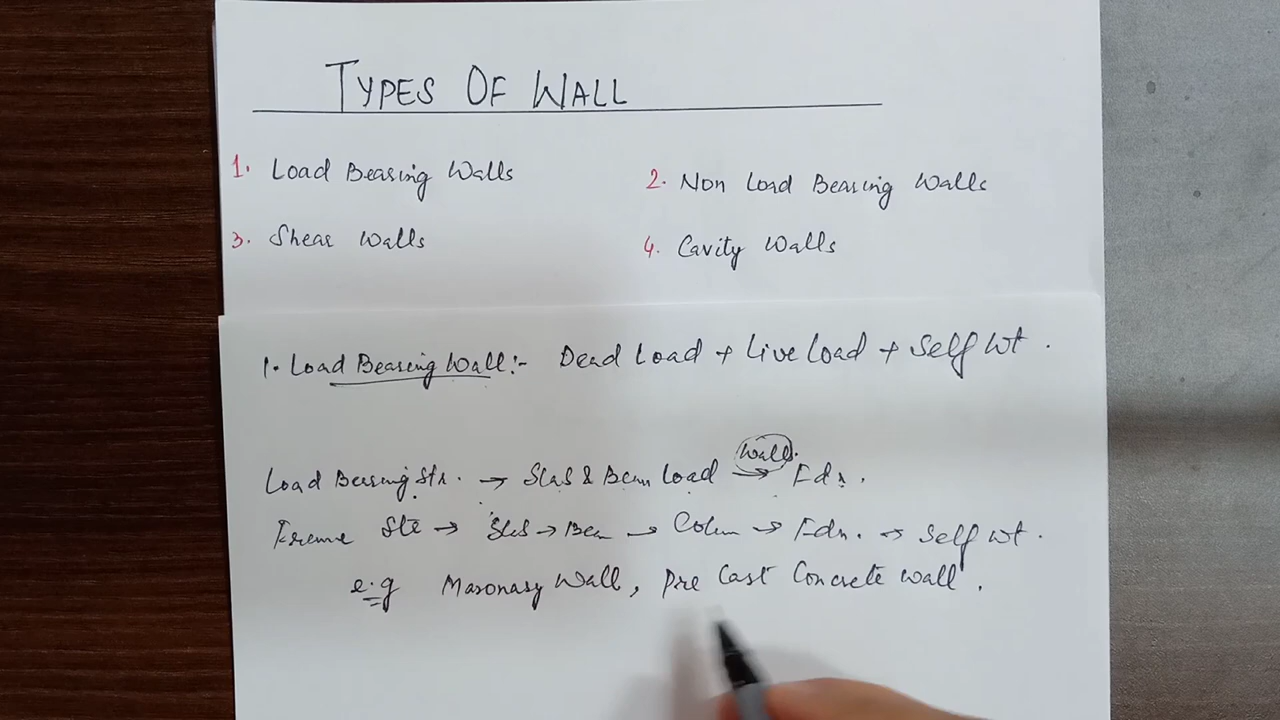 TYPES OF WALL
1. Load Bearing Walls
2. Non Load Bearing Walls
3. Shear Walls
4. Cavity Walls
1. Load Bearing Wall:- Dead Load + Live Load + Self Wt.
Wall.
Load Bearing Str. → Slab & Beam Load → Fdn.
Frame Str → Slab → Bem → Colum → Fdn. → Self wt.
e.g Masonary Wall, Pre Cast Concrete wall.